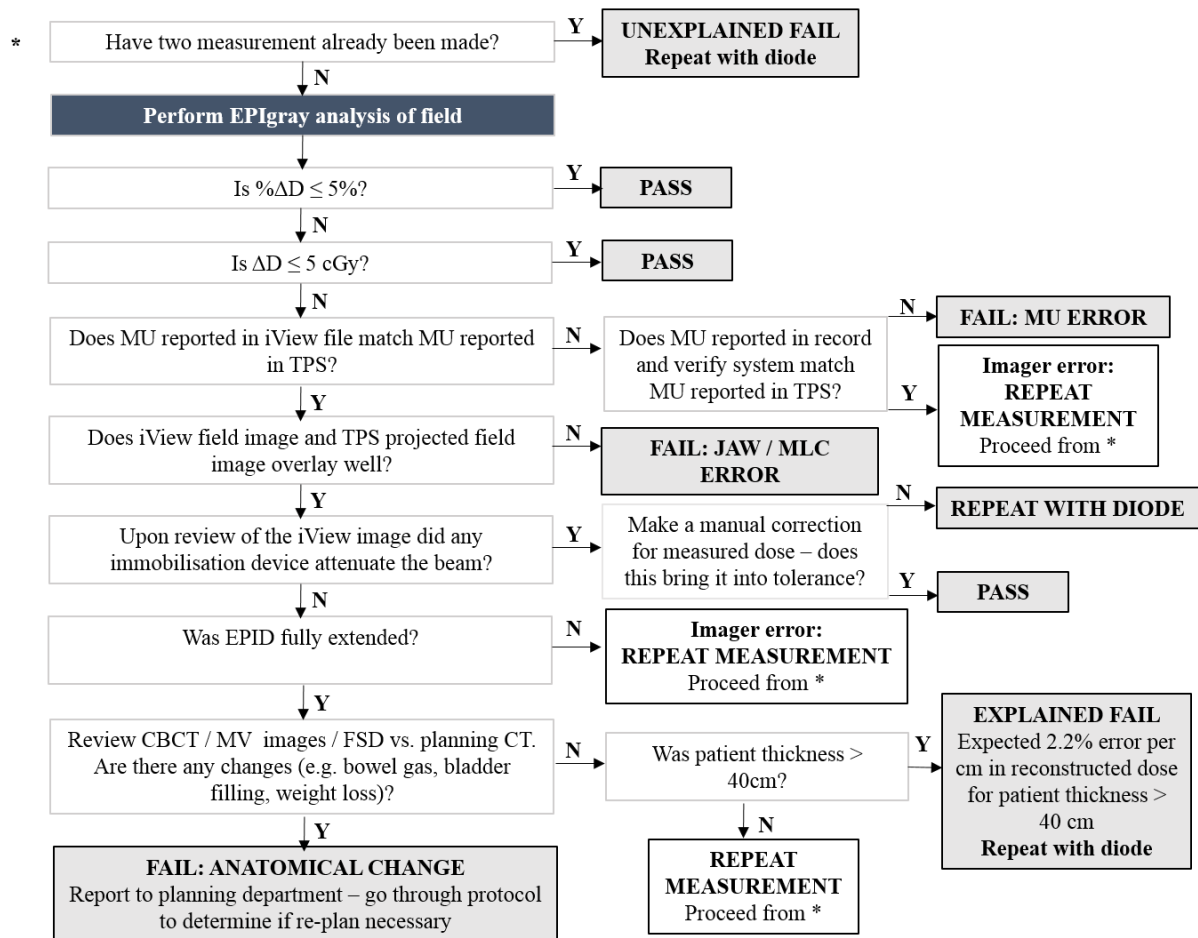 *
Have two measurement already been made?
Y
UNEXPLAINED FAIL
Repeat with diode
N
Perform EPIgray analysis of field
Is %ΔD ≤ 5%?
Y
PASS
N
Is ΔD ≤ 5 cGy?
Y
PASS
N
Does MU reported in iView file match MU reported
in TPS?
N
Does MU reported in record
and verify system match
MU reported in TPS?
N
FAIL: MU ERROR
Y
Imager error:
REPEAT
MEASUREMENT
Proceed from *
Y
Does iView field image and TPS projected field
image overlay well?
N
FAIL: JAW / MLC
ERROR
Y
Upon review of the iView image did any
immobilisation device attenuate the beam?
Y
Make a manual correction
for measured dose – does
this bring it into tolerance?
N
REPEAT WITH DIODE
Y
PASS
N
Was EPID fully extended?
N
Imager error:
REPEAT MEASUREMENT
Proceed from *
Y
Review CBCT / MV images / FSD vs. planning CT.
Are there any changes (e.g. bowel gas, bladder
filling, weight loss)?
N
Was patient thickness >
40cm?
Y
EXPLAINED FAIL
Expected 2.2% error per
cm in reconstructed dose
for patient thickness >
40 cm
Repeat with diode
N
REPEAT
MEASUREMENT
Proceed from *
Y
FAIL: ANATOMICAL CHANGE
Report to planning department – go through protocol
to determine if re-plan necessary